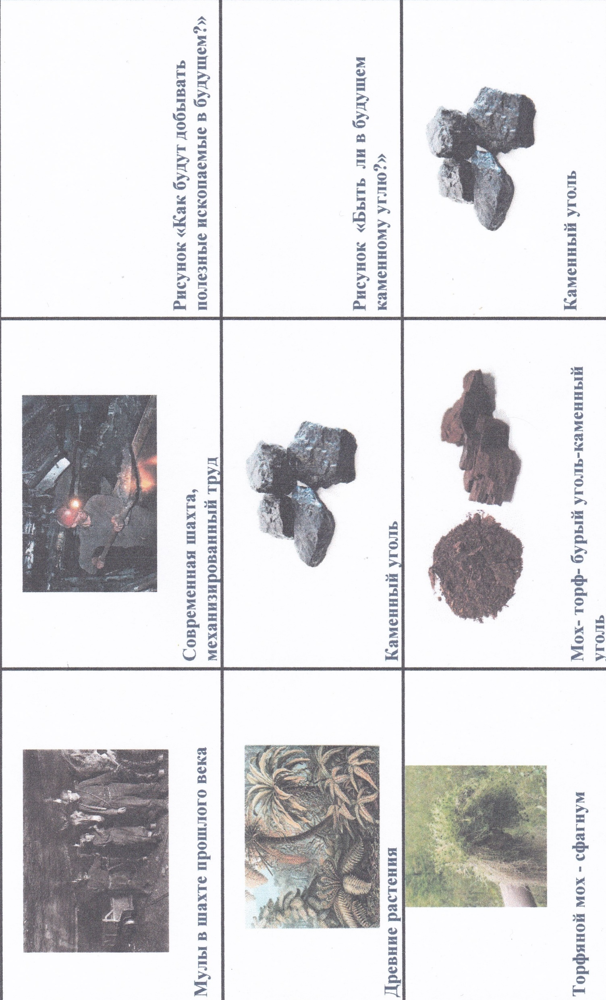 Мулы в шахте прошлого века
Современная шахта,
механизированный труд
Рисунок «Как будут добывать
полезные ископаемые в будущем?»
Древние растения
Каменный уголь
Рисунок «Быть ли в будущем
каменному углю?»
Торфяной мох - сфагнум
Мох- торф- бурый уголь-каменный
уголь
Каменный уголь